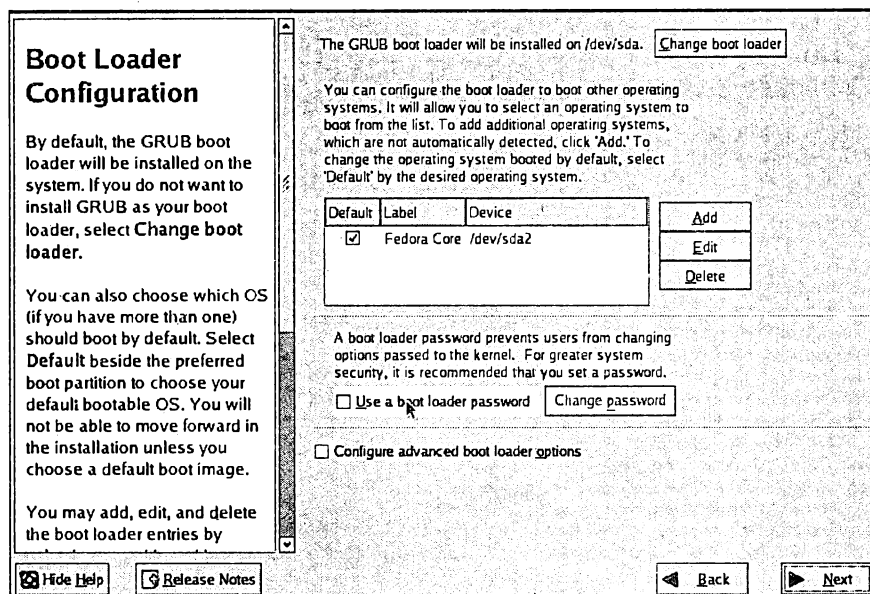 Boot Loader
Configuration
By default, the GRUB boot
loader will be installed on the
system. If you do not want to
install GRUB as your boot
loader, select Change boot
loader.
You can also choose which OS
(if you have more than one)
should boot by default. Select
Default beside the preferred
boot partition to choose your
default bootable OS. You will
not be able to move forward in
the installation unless you
choose a default boot image.
You may add, edit, and delete
the boot loader entries by
The GRUB boot loader will be installed on /dev/sda.
Change boot loader
You can configure the boot loader to boot other operating
systems. It will allow you to select an operating system to
boot from the list. To add additional operating systems,
which are not automatically detected, click 'Add.' To
change the operating system booted by default, select
'Default' by the desired operating system.
Default Label Device
Fedora Core /dev/sda2
Add
Edit
Delete
A boot loader password prevents users from changing
options passed to the kernel. For greater system
security, it is recommended that you set a password.
Use a boot loader password
Change password
Configure advanced boot loader options
Hide Help
Release Notes
Back
Next